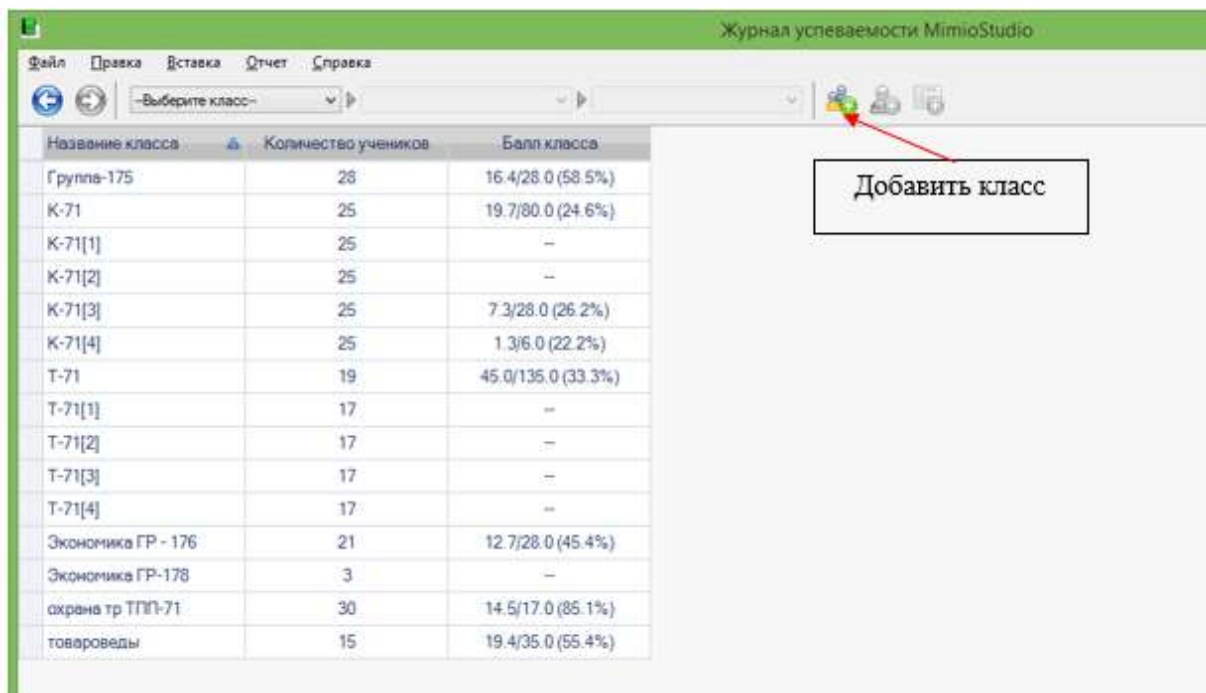 Журнал успеваемости MimioStudio
Файл Правка Вставка Отчет Справка
--Выберите класс--
Название класса Количество учеников Балл класса
Группа-175 28 16.4/28.0 (58.5%)
К-71 25 19.7/80.0 (24.6%)
К-71[1] 25 --
К-71[2] 25 --
К-71[3] 25 7.3/28.0 (26.2%)
К-71[4] 25 1.3/6.0 (22.2%)
Т-71 19 45.0/135.0 (33.3%)
Т-71[1] 17 --
Т-71[2] 17 --
Т-71[3] 17 --
Т-71[4] 17 --
Экономика ГР - 176 21 12.7/28.0 (45.4%)
Экономика ГР-178 3 --
охрана тр ТПП-71 30 14.5/17.0 (85.1%)
товароведы 15 19.4/35.0 (55.4%)
Добавить класс